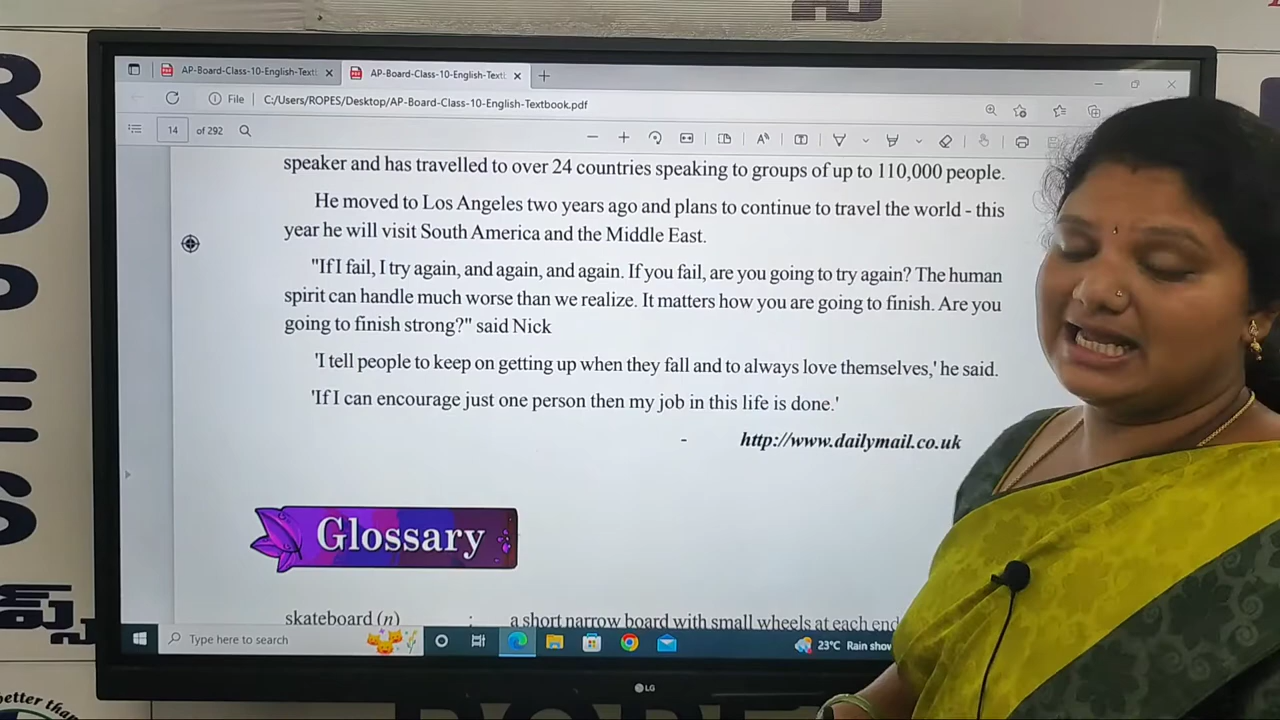 AP-Board-Class-10-English-Textb
AP-Board-Class-10-English-Textb
File
C:/Users/ROPES/Desktop/AP-Board-Class-10-English-Textbook.pdf
14 of 292
speaker and has travelled to over 24 countries speaking to groups of up to 110,000 people.
He moved to Los Angeles two years ago and plans to continue to travel the world - this
year he will visit South America and the Middle East.
"If I fail, I try again, and again, and again. If you fail, are you going to try again? The human
spirit can handle much worse than we realize. It matters how you are going to finish. Are you
going to finish strong?" said Nick
'I tell people to keep on getting up when they fall and to always love themselves,' he said.
'If I can encourage just one person then my job in this life is done.'
- http://www.dailymail.co.uk
Glossary
skateboard (n) : a short narrow board with small wheels at each end
Type here to search
23°C Rain show
LG
R
O
P
E
S
better than